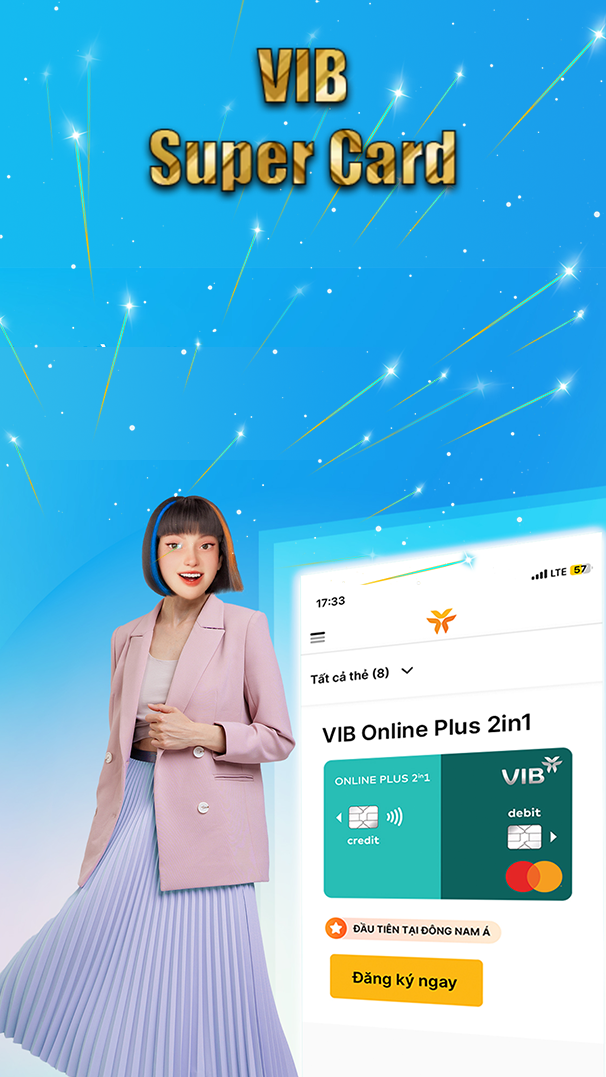 VIB
Super Card
17:33
LTE 57
Tất cả thẻ (8)
VIB Online Plus 2in1
ONLINE PLUS 2in1
VIB
debit
credit
ĐẦU TIÊN TẠI ĐÔNG NAM Á
Đăng ký ngay